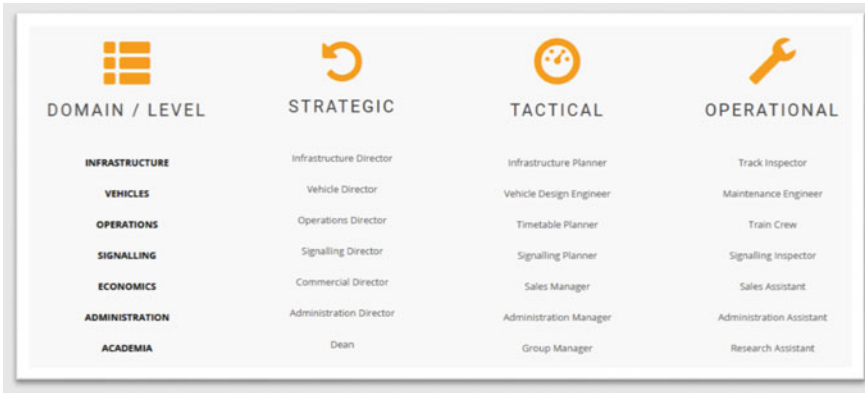 DOMAIN / LEVEL STRATEGIC TACTICAL OPERATIONAL
INFRASTRUCTURE Infrastructure Director Infrastructure Planner Track Inspector
VEHICLES Vehicle Director Vehicle Design Engineer Maintenance Engineer
OPERATIONS Operations Director Timetable Planner Train Crew
SIGNALLING Signalling Director Signalling Planner Signalling Inspector
ECONOMICS Commercial Director Sales Manager Sales Assistant
ADMINISTRATION Administration Director Administration Manager Administration Assistant
ACADEMIA Dean Group Manager Research Assistant